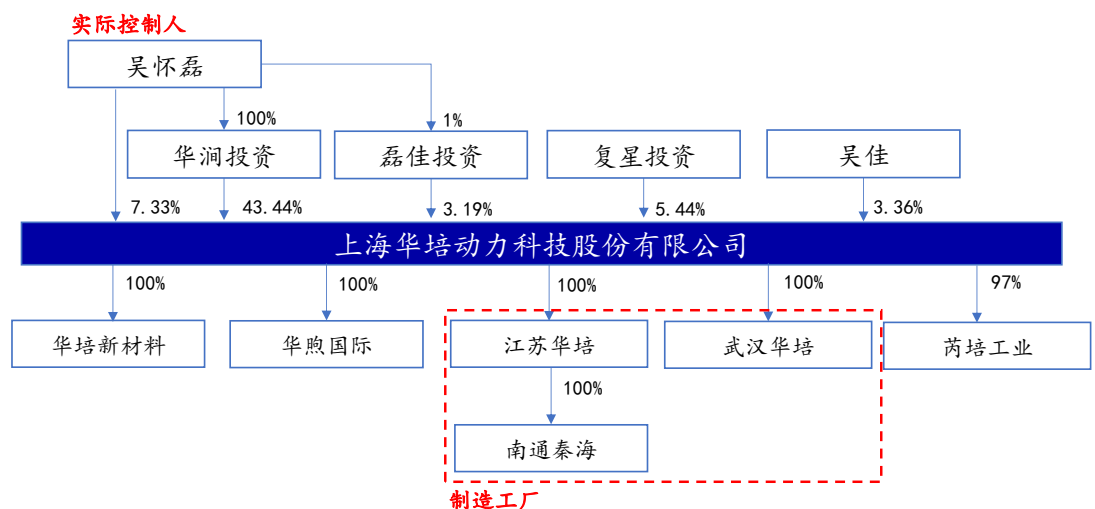 实际控制人
吴怀磊
100%
1%
华润投资
磊佳投资
复星投资
吴佳
7.33%
43.44%
3.19%
5.44%
3.36%
上海华培动力科技股份有限公司
100%
100%
100%
100%
97%
华培新材料
华煦国际
江苏华培
武汉华培
芮培工业
100%
南通秦海
制造工厂